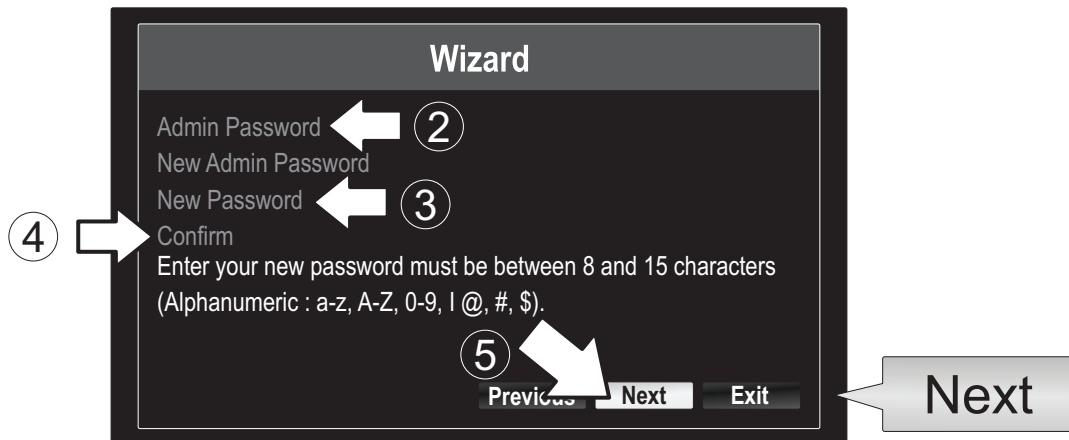 Wizard
Admin Password ②
New Admin Password
New Password ③
④ Confirm
Enter your new password must be between 8 and 15 characters
(Alphanumeric : a-z, A-Z, 0-9, I @, #, $).
⑤
Previous Next Exit
Next